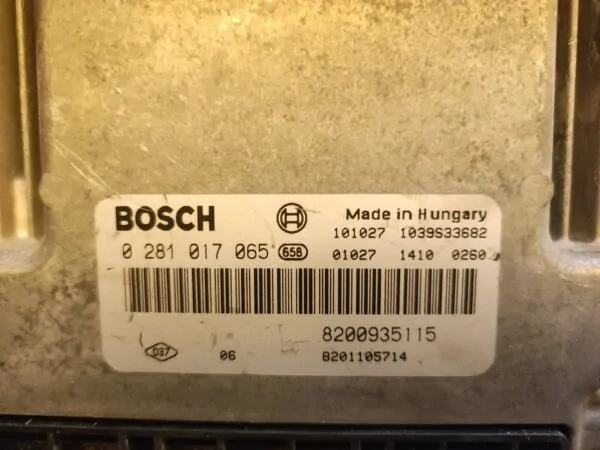 BOSCH Made in Hungary
101027 1039S33682
0 281 017 065 658 01027 1410 0260
8200935115
D37 06 8201105714